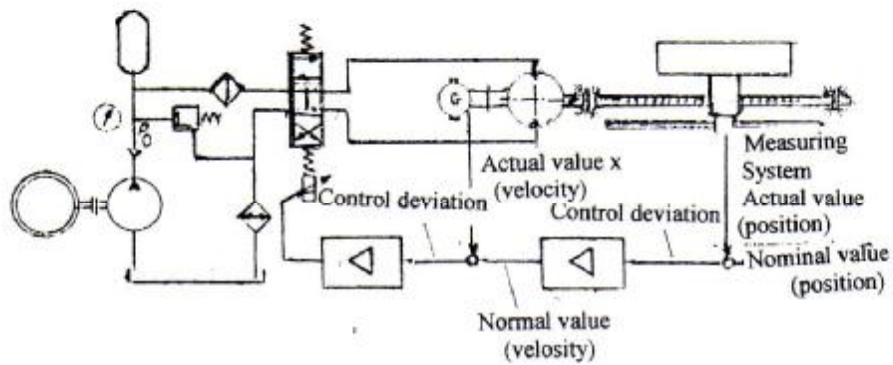 G
Actual value x
(velocity)
Control deviation
Control deviation
Measuring
System
Actual value
(position)
Nominal value
(position)
Normal value
(velosity)